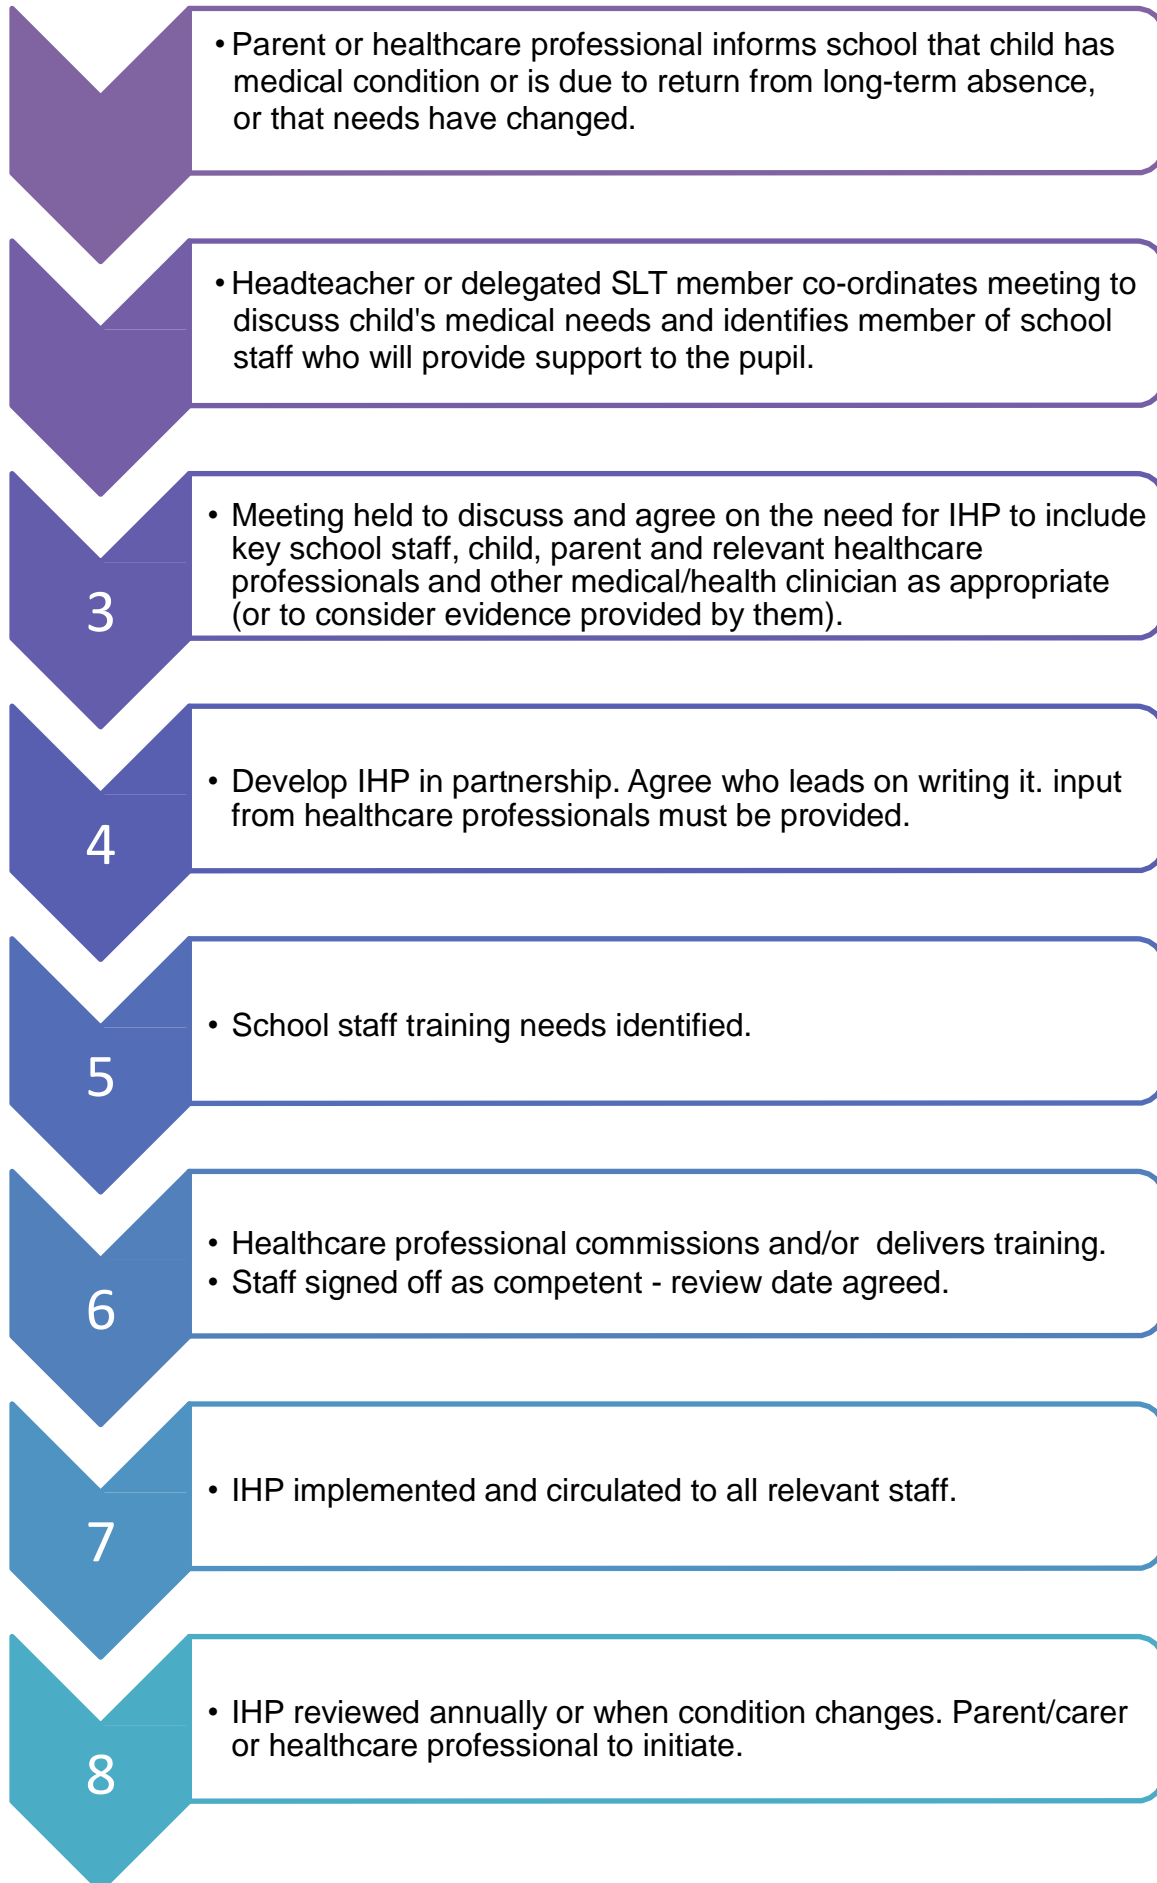 • Parent or healthcare professional informs school that child has
medical condition or is due to return from long-term absence,
or that needs have changed.
• Headteacher or delegated SLT member co-ordinates meeting to
discuss child's medical needs and identifies member of school
staff who will provide support to the pupil.
3
• Meeting held to discuss and agree on the need for IHP to include
key school staff, child, parent and relevant healthcare
professionals and other medical/health clinician as appropriate
(or to consider evidence provided by them).
4
• Develop IHP in partnership. Agree who leads on writing it. input
from healthcare professionals must be provided.
5
• School staff training needs identified.
6
• Healthcare professional commissions and/or  delivers training.
• Staff signed off as competent - review date agreed.
7
• IHP implemented and circulated to all relevant staff.
8
• IHP reviewed annually or when condition changes. Parent/carer
or healthcare professional to initiate.